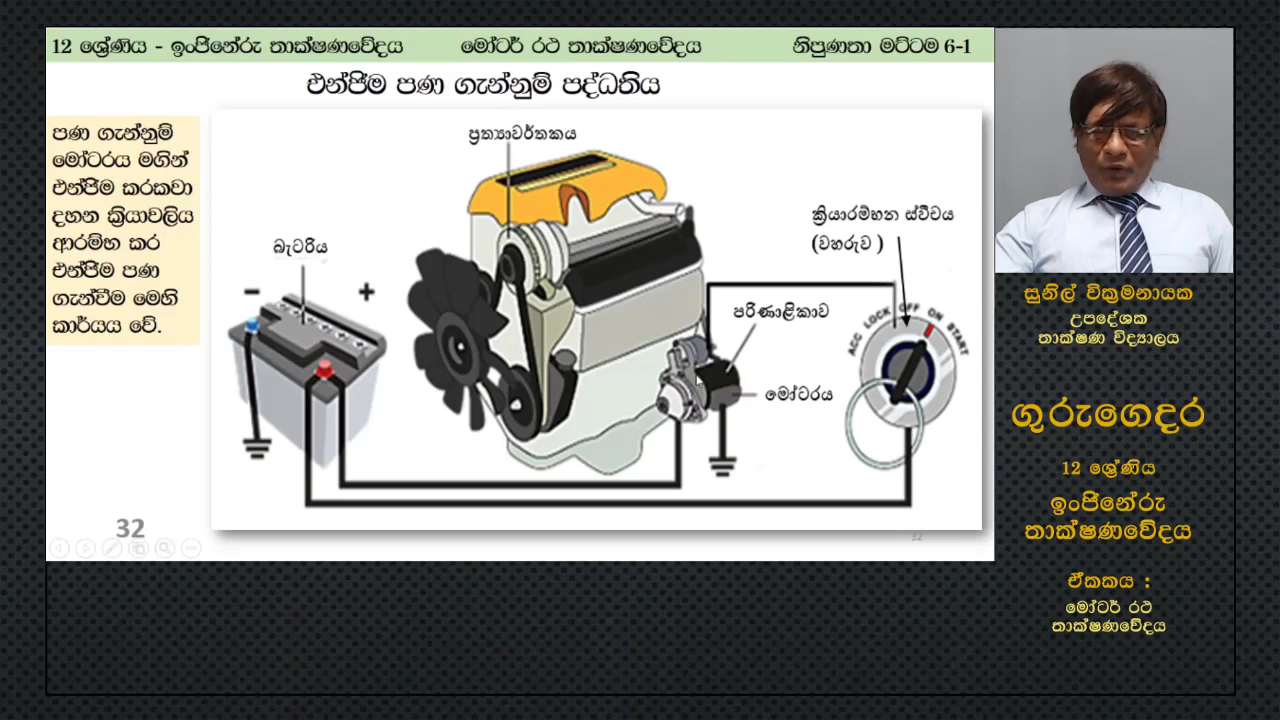 12 ශ්‍රේණිය - ඉංජිනේරු තාක්ෂණවේදය මෝටර් රථ තාක්ෂණවේදය නිපුණතා මට්ටම 6-1
එන්ජිම පණ ගැන්නුම් පද්ධතිය
පණ ගැන්නුම්
මෝටරය මගින්
එන්ජිම කරකවා
දහන ක්‍රියාවලිය
ආරම්භ කර
එන්ජිම පණ
ගැන්වීම මෙහි
කාර්යය වේ.
32
ප්‍රත්‍යාවර්තකය
බැටරිය
- +
ක්‍රියාරම්භන ස්විචය
(වහරුව )
පරිණාළිකාව
මෝටරය
ACC LOCK OFF ON START
32
සුනිල් වික්‍රමනායක
උපදේශක
තාක්ෂණ විද්‍යාලය
ගුරුගෙදර
12 ශ්‍රේණිය
ඉංජිනේරු
තාක්ෂණවේදය
ඒකකය :
මෝටර් රථ
තාක්ෂණවේදය